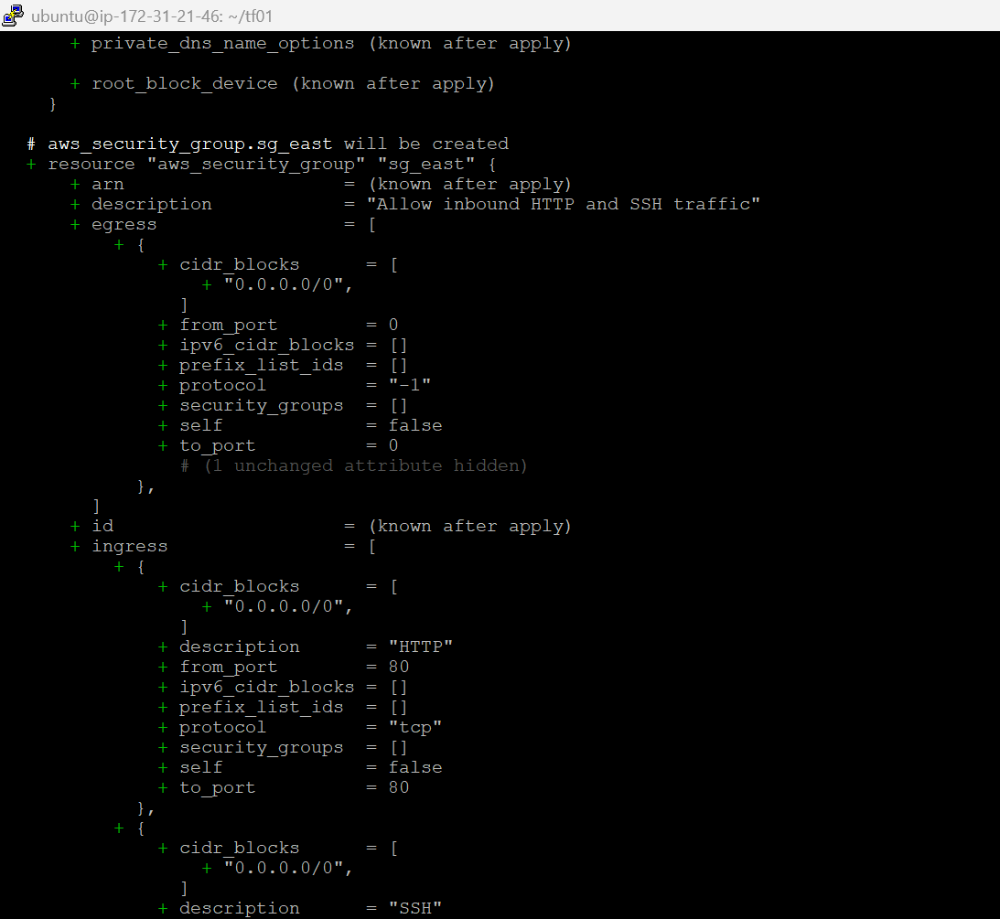 ubuntu@ip-172-31-21-46: ~/tf01
      + private_dns_name_options (known after apply)

      + root_block_device (known after apply)
    }

  # aws_security_group.sg_east will be created
  + resource "aws_security_group" "sg_east" {
      + arn                    = (known after apply)
      + description            = "Allow inbound HTTP and SSH traffic"
      + egress                 = [
          + {
              + cidr_blocks      = [
                  + "0.0.0.0/0",
                ]
              + from_port        = 0
              + ipv6_cidr_blocks = []
              + prefix_list_ids  = []
              + protocol         = "-1"
              + security_groups  = []
              + self             = false
              + to_port          = 0
                # (1 unchanged attribute hidden)
            },
        ]
      + id                     = (known after apply)
      + ingress                = [
          + {
              + cidr_blocks      = [
                  + "0.0.0.0/0",
                ]
              + description      = "HTTP"
              + from_port        = 80
              + ipv6_cidr_blocks = []
              + prefix_list_ids  = []
              + protocol         = "tcp"
              + security_groups  = []
              + self             = false
              + to_port          = 80
            },
          + {
              + cidr_blocks      = [
                  + "0.0.0.0/0",
                ]
              + description      = "SSH"